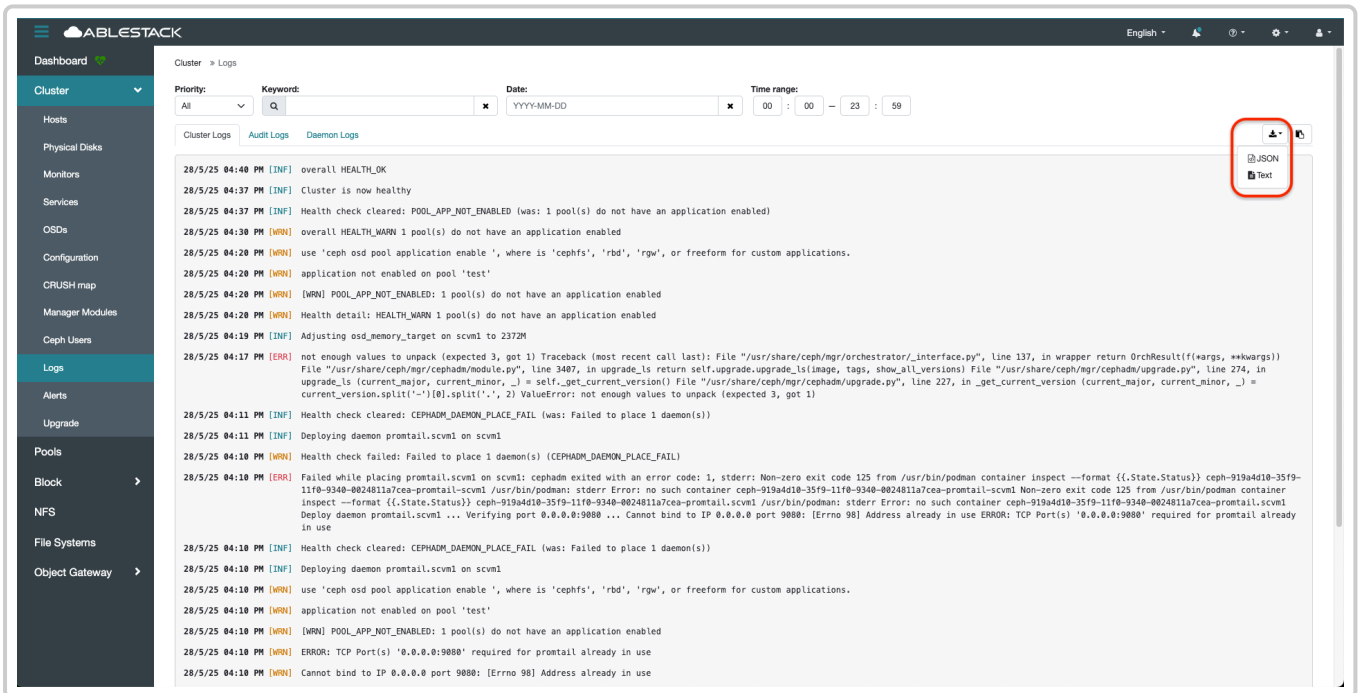 ABLESTACK
English
Dashboard
Cluster
Hosts
Physical Disks
Monitors
Services
OSDs
Configuration
CRUSH map
Manager Modules
Ceph Users
Logs
Alerts
Upgrade
Pools
Block
NFS
File Systems
Object Gateway
Cluster » Logs
Priority: Keyword: Date: Time range:
All YYYY-MM-DD 00 : 00 — 23 : 59
Cluster Logs Audit Logs Daemon Logs
JSON
Text
28/5/25 04:40 PM [INF] overall HEALTH_OK
28/5/25 04:37 PM [INF] Cluster is now healthy
28/5/25 04:37 PM [INF] Health check cleared: POOL_APP_NOT_ENABLED (was: 1 pool(s) do not have an application enabled)
28/5/25 04:30 PM [WRN] overall HEALTH_WARN 1 pool(s) do not have an application enabled
28/5/25 04:20 PM [WRN] use 'ceph osd pool application enable ', where is 'cephfs', 'rbd', 'rgw', or freeform for custom applications.
28/5/25 04:20 PM [WRN] application not enabled on pool 'test'
28/5/25 04:20 PM [WRN] [WRN] POOL_APP_NOT_ENABLED: 1 pool(s) do not have an application enabled
28/5/25 04:20 PM [WRN] Health detail: HEALTH_WARN 1 pool(s) do not have an application enabled
28/5/25 04:19 PM [INF] Adjusting osd_memory_target on scvm1 to 2372M
28/5/25 04:17 PM [ERR] not enough values to unpack (expected 3, got 1) Traceback (most recent call last): File "/usr/share/ceph/mgr/orchestrator/_interface.py", line 137, in wrapper return OrchResult(f(*args, **kwargs))
File "/usr/share/ceph/mgr/cephadm/module.py", line 3407, in upgrade_ls return self.upgrade.upgrade_ls(image, tags, show_all_versions) File "/usr/share/ceph/mgr/cephadm/upgrade.py", line 274, in
upgrade_ls (current_major, current_minor, _) = self._get_current_version() File "/usr/share/ceph/mgr/cephadm/upgrade.py", line 227, in _get_current_version (current_major, current_minor, _) =
current_version.split('-')[0].split('.', 2) ValueError: not enough values to unpack (expected 3, got 1)
28/5/25 04:11 PM [INF] Health check cleared: CEPHADM_DAEMON_PLACE_FAIL (was: Failed to place 1 daemon(s))
28/5/25 04:11 PM [INF] Deploying daemon promtail.scvm1 on scvm1
28/5/25 04:10 PM [WRN] Health check failed: Failed to place 1 daemon(s) (CEPHADM_DAEMON_PLACE_FAIL)
28/5/25 04:10 PM [ERR] Failed while placing promtail.scvm1 on scvm1: cephadm exited with an error code: 1, stderr: Non-zero exit code 125 from /usr/bin/podman container inspect --format {{.State.Status}} ceph-919a4d10-35f9-
11f0-9340-0024811a7cea-promtail-scvm1 /usr/bin/podman: stderr Error: no such container ceph-919a4d10-35f9-11f0-9340-0024811a7cea-promtail-scvm1 Non-zero exit code 125 from /usr/bin/podman container
inspect --format {{.State.Status}} ceph-919a4d10-35f9-11f0-9340-0024811a7cea-promtail.scvm1 /usr/bin/podman: stderr Error: no such container ceph-919a4d10-35f9-11f0-9340-0024811a7cea-promtail.scvm1
Deploy daemon promtail.scvm1 ... Verifying port 0.0.0.0:9080 ... Cannot bind to IP 0.0.0.0 port 9080: [Errno 98] Address already in use ERROR: TCP Port(s) '0.0.0.0:9080' required for promtail already
in use
28/5/25 04:10 PM [INF] Health check cleared: CEPHADM_DAEMON_PLACE_FAIL (was: Failed to place 1 daemon(s))
28/5/25 04:10 PM [INF] Deploying daemon promtail.scvm1 on scvm1
28/5/25 04:10 PM [WRN] use 'ceph osd pool application enable ', where is 'cephfs', 'rbd', 'rgw', or freeform for custom applications.
28/5/25 04:10 PM [WRN] application not enabled on pool 'test'
28/5/25 04:10 PM [WRN] [WRN] POOL_APP_NOT_ENABLED: 1 pool(s) do not have an application enabled
28/5/25 04:10 PM [WRN] ERROR: TCP Port(s) '0.0.0.0:9080' required for promtail already in use
28/5/25 04:10 PM [WRN] Cannot bind to IP 0.0.0.0 port 9080: [Errno 98] Address already in use